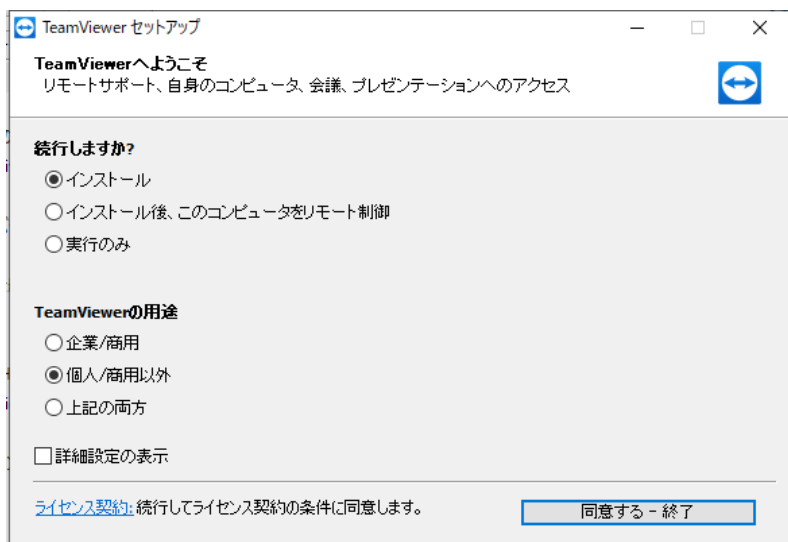 TeamViewer セットアップ
TeamViewerへようこそ
リモートサポート、自身のコンピュータ、会議、プレゼンテーションへのアクセス
続行しますか?
インストール
インストール後、このコンピュータをリモート制御
実行のみ
TeamViewerの用途
企業/商用
個人/商用以外
上記の両方
詳細設定の表示
ライセンス契約: 続行してライセンス契約の条件に同意します。
同意する - 終了